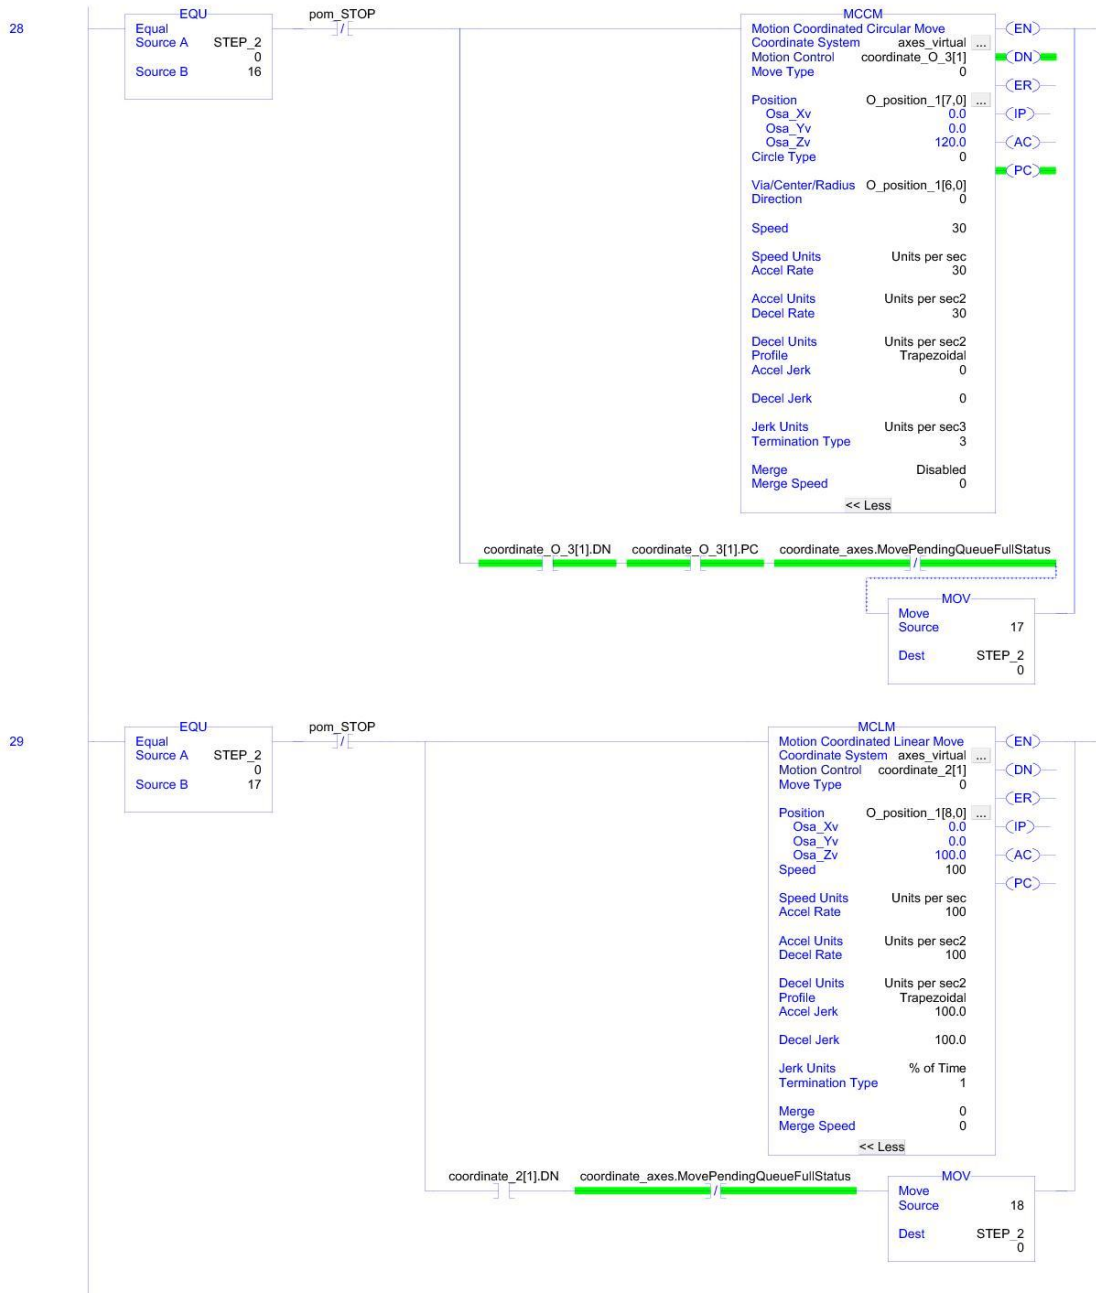 28
EQU
Equal
Source A STEP_2
0
Source B 16
pom_STOP
/
MCCM
Motion Coordinated Circular Move
Coordinate System axes_virtual ...
Motion Control coordinate_O_3[1]
Move Type 0
Position O_position_1[7,0] ...
Osa_Xv 0.0
Osa_Yv 0.0
Osa_Zv 120.0
Circle Type 0
Via/Center/Radius O_position_1[6,0]
Direction 0
Speed 30
Speed Units Units per sec
Accel Rate 30
Accel Units Units per sec2
Decel Rate 30
Decel Units Units per sec2
Profile Trapezoidal
Accel Jerk 0
Decel Jerk 0
Jerk Units Units per sec3
Termination Type 3
Merge Disabled
Merge Speed 0
<< Less
EN
DN
ER
IP
AC
PC
coordinate_O_3[1].DN coordinate_O_3[1].PC coordinate_axes.MovePendingQueueFullStatus
/
MOV
Move
Source 17
Dest STEP_2
0
29
EQU
Equal
Source A STEP_2
0
Source B 17
pom_STOP
/
MCLM
Motion Coordinated Linear Move
Coordinate System axes_virtual ...
Motion Control coordinate_2[1]
Move Type 0
Position O_position_1[8,0] ...
Osa_Xv 0.0
Osa_Yv 0.0
Osa_Zv 100.0
Speed 100
Speed Units Units per sec
Accel Rate 100
Accel Units Units per sec2
Decel Rate 100
Decel Units Units per sec2
Profile Trapezoidal
Accel Jerk 100.0
Decel Jerk 100.0
Jerk Units % of Time
Termination Type 1
Merge 0
Merge Speed 0
<< Less
EN
DN
ER
IP
AC
PC
coordinate_2[1].DN coordinate_axes.MovePendingQueueFullStatus
/
MOV
Move
Source 18
Dest STEP_2
0